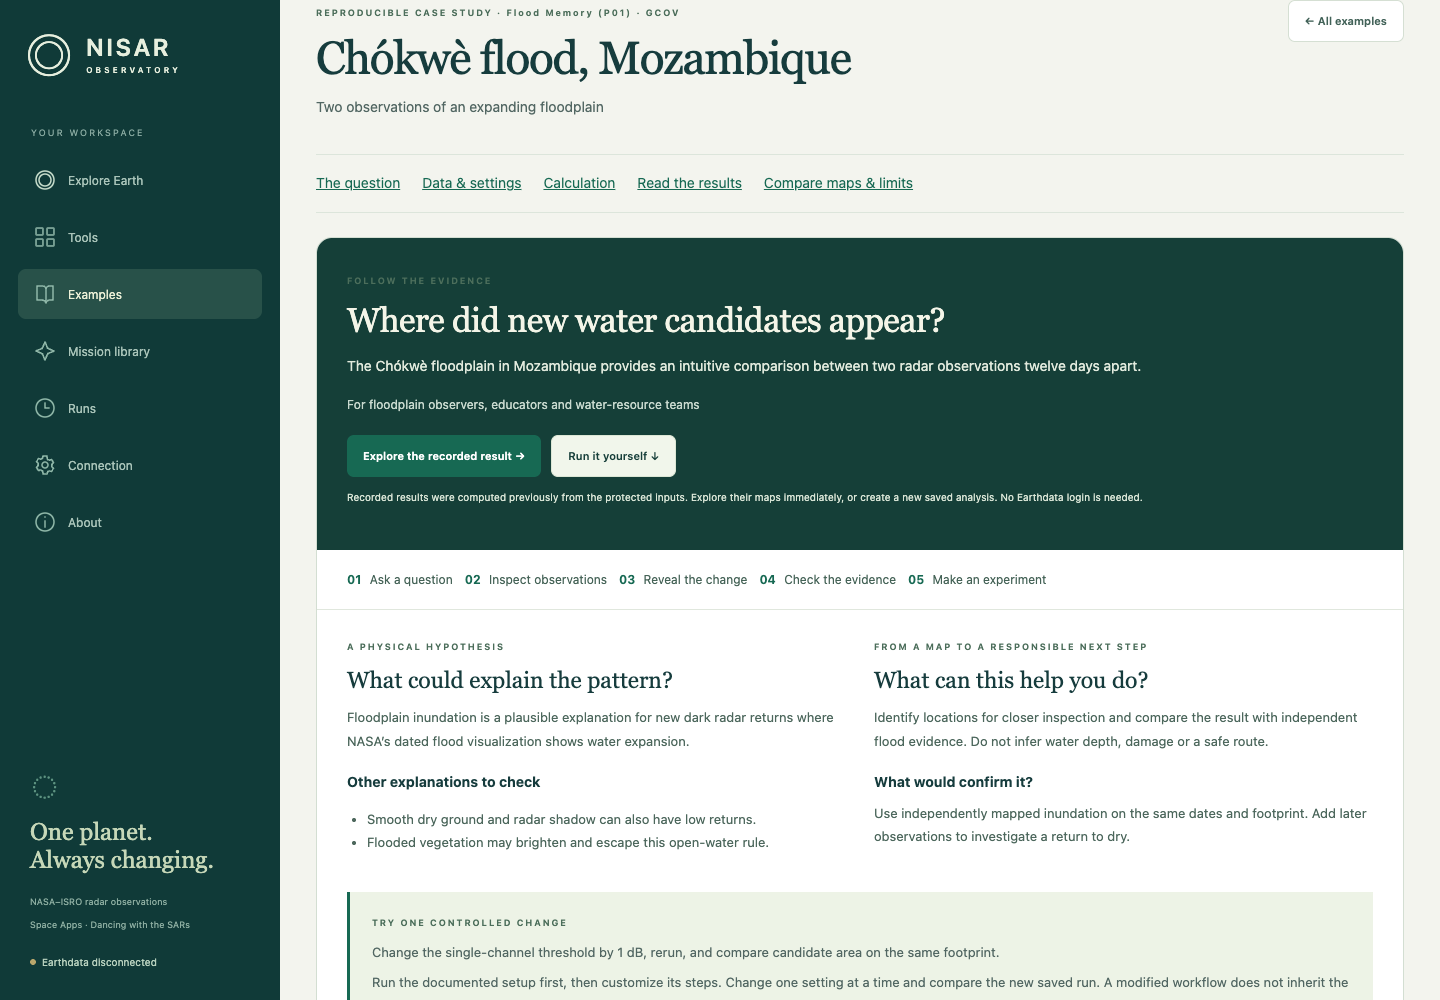 NISAR
OBSERVATORY
YOUR WORKSPACE
Explore Earth
Tools
Examples
Mission library
Runs
Connection
About
One planet.
Always changing.
NASA–ISRO radar observations
Space Apps · Dancing with the SARs
Earthdata disconnected
REPRODUCIBLE CASE STUDY · Flood Memory (P01) · GCOV
← All examples
Chókwè flood, Mozambique
Two observations of an expanding floodplain
The question Data & settings Calculation Read the results Compare maps & limits
FOLLOW THE EVIDENCE
Where did new water candidates appear?
The Chókwè floodplain in Mozambique provides an intuitive comparison between two radar observations twelve days apart.
For floodplain observers, educators and water-resource teams
Explore the recorded result → Run it yourself ↓
Recorded results were computed previously from the protected inputs. Explore their maps immediately, or create a new saved analysis. No Earthdata login is needed.
01 Ask a question 02 Inspect observations 03 Reveal the change 04 Check the evidence 05 Make an experiment
A PHYSICAL HYPOTHESIS
What could explain the pattern?
Floodplain inundation is a plausible explanation for new dark radar returns where
NASA's dated flood visualization shows water expansion.
Other explanations to check
• Smooth dry ground and radar shadow can also have low returns.
• Flooded vegetation may brighten and escape this open-water rule.
FROM A MAP TO A RESPONSIBLE NEXT STEP
What can this help you do?
Identify locations for closer inspection and compare the result with independent
flood evidence. Do not infer water depth, damage or a safe route.
What would confirm it?
Use independently mapped inundation on the same dates and footprint. Add later
observations to investigate a return to dry.
TRY ONE CONTROLLED CHANGE
Change the single-channel threshold by 1 dB, rerun, and compare candidate area on the same footprint.
Run the documented setup first, then customize its steps. Change one setting at a time and compare the new saved run. A modified workflow does not inherit the